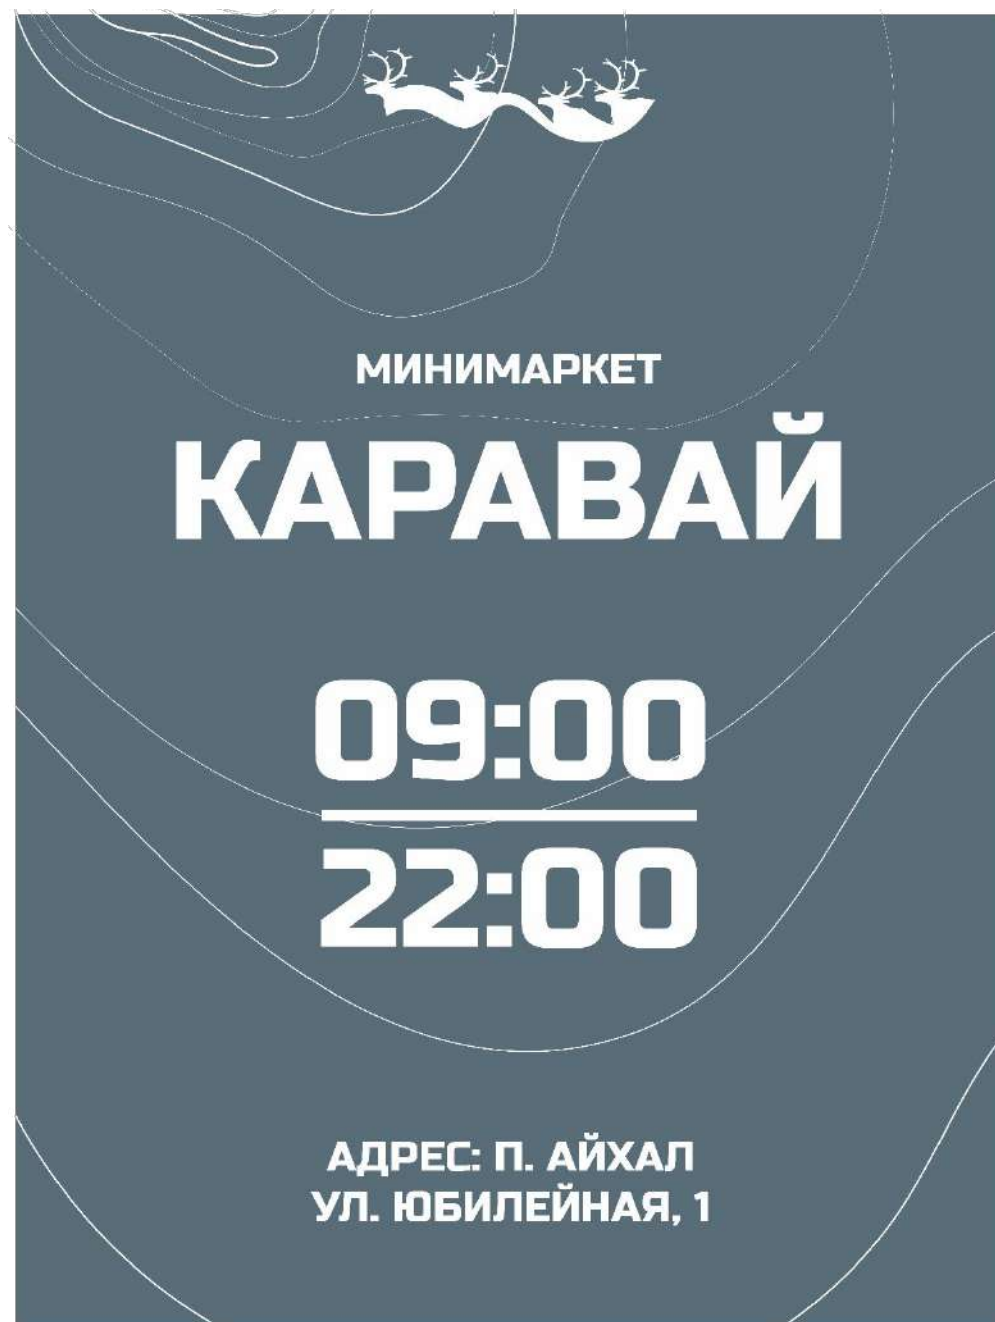 МИНИМАРКЕТ
КАРАВАЙ
09:00
22:00
АДРЕС: П. АЙХАЛ
УЛ. ЮБИЛЕЙНАЯ, 1